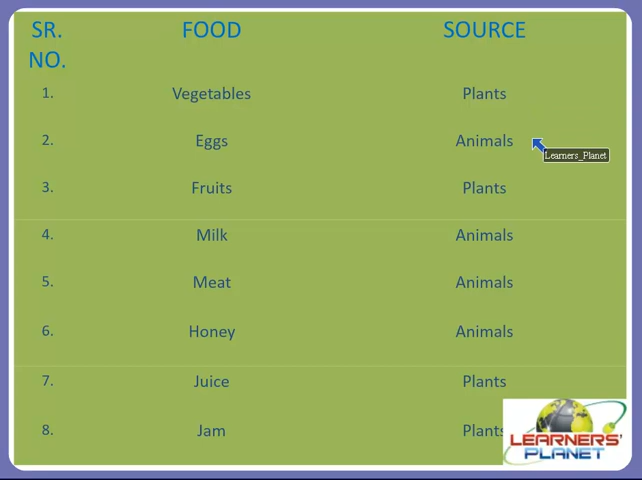 SR. NO. FOOD SOURCE
1. Vegetables Plants
2. Eggs Animals
Learners_Planet
3. Fruits Plants
4. Milk Animals
5. Meat Animals
6. Honey Animals
7. Juice Plants
8. Jam Plants
LEARNERS'
PLANET